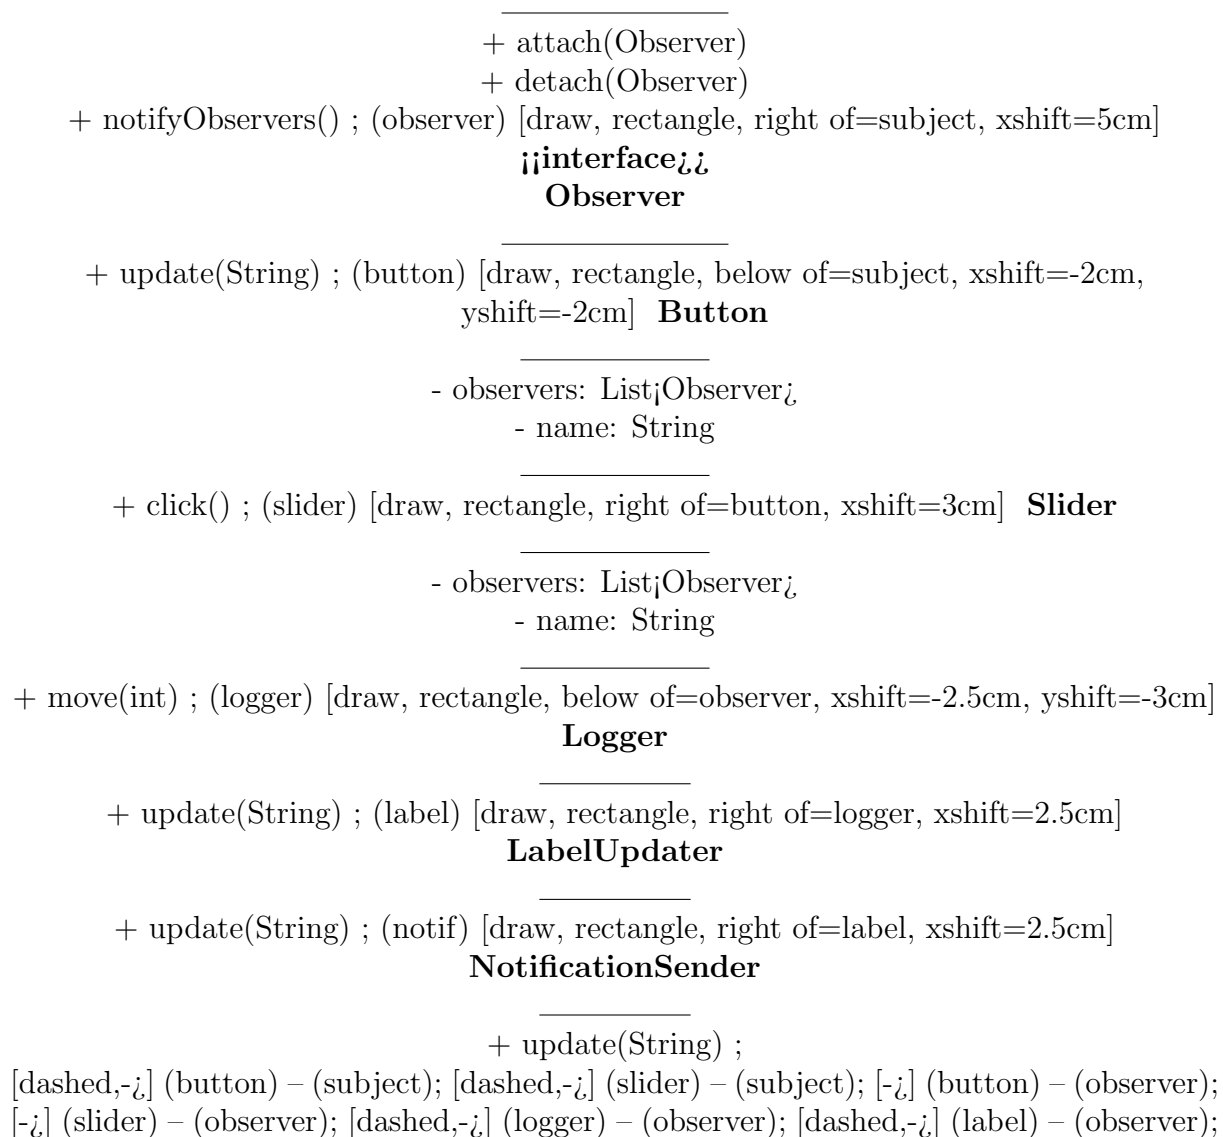 + attach(Observer)
+ detach(Observer)
+ notifyObservers() ; (observer) [draw, rectangle, right of=subject, xshift=5cm]
¡¡interface¿¿
Observer
+ update(String) ; (button) [draw, rectangle, below of=subject, xshift=-2cm,
yshift=-2cm] Button
- observers: List¡Observer¿
- name: String
+ click() ; (slider) [draw, rectangle, right of=button, xshift=3cm] Slider
- observers: List¡Observer¿
- name: String
+ move(int) ; (logger) [draw, rectangle, below of=observer, xshift=-2.5cm, yshift=-3cm]
Logger
+ update(String) ; (label) [draw, rectangle, right of=logger, xshift=2.5cm]
LabelUpdater
+ update(String) ; (notif) [draw, rectangle, right of=label, xshift=2.5cm]
NotificationSender
+ update(String) ;
[dashed,-¿] (button) – (subject); [dashed,-¿] (slider) – (subject); [-¿] (button) – (observer);
[-¿] (slider) – (observer); [dashed,-¿] (logger) – (observer); [dashed,-¿] (label) – (observer);